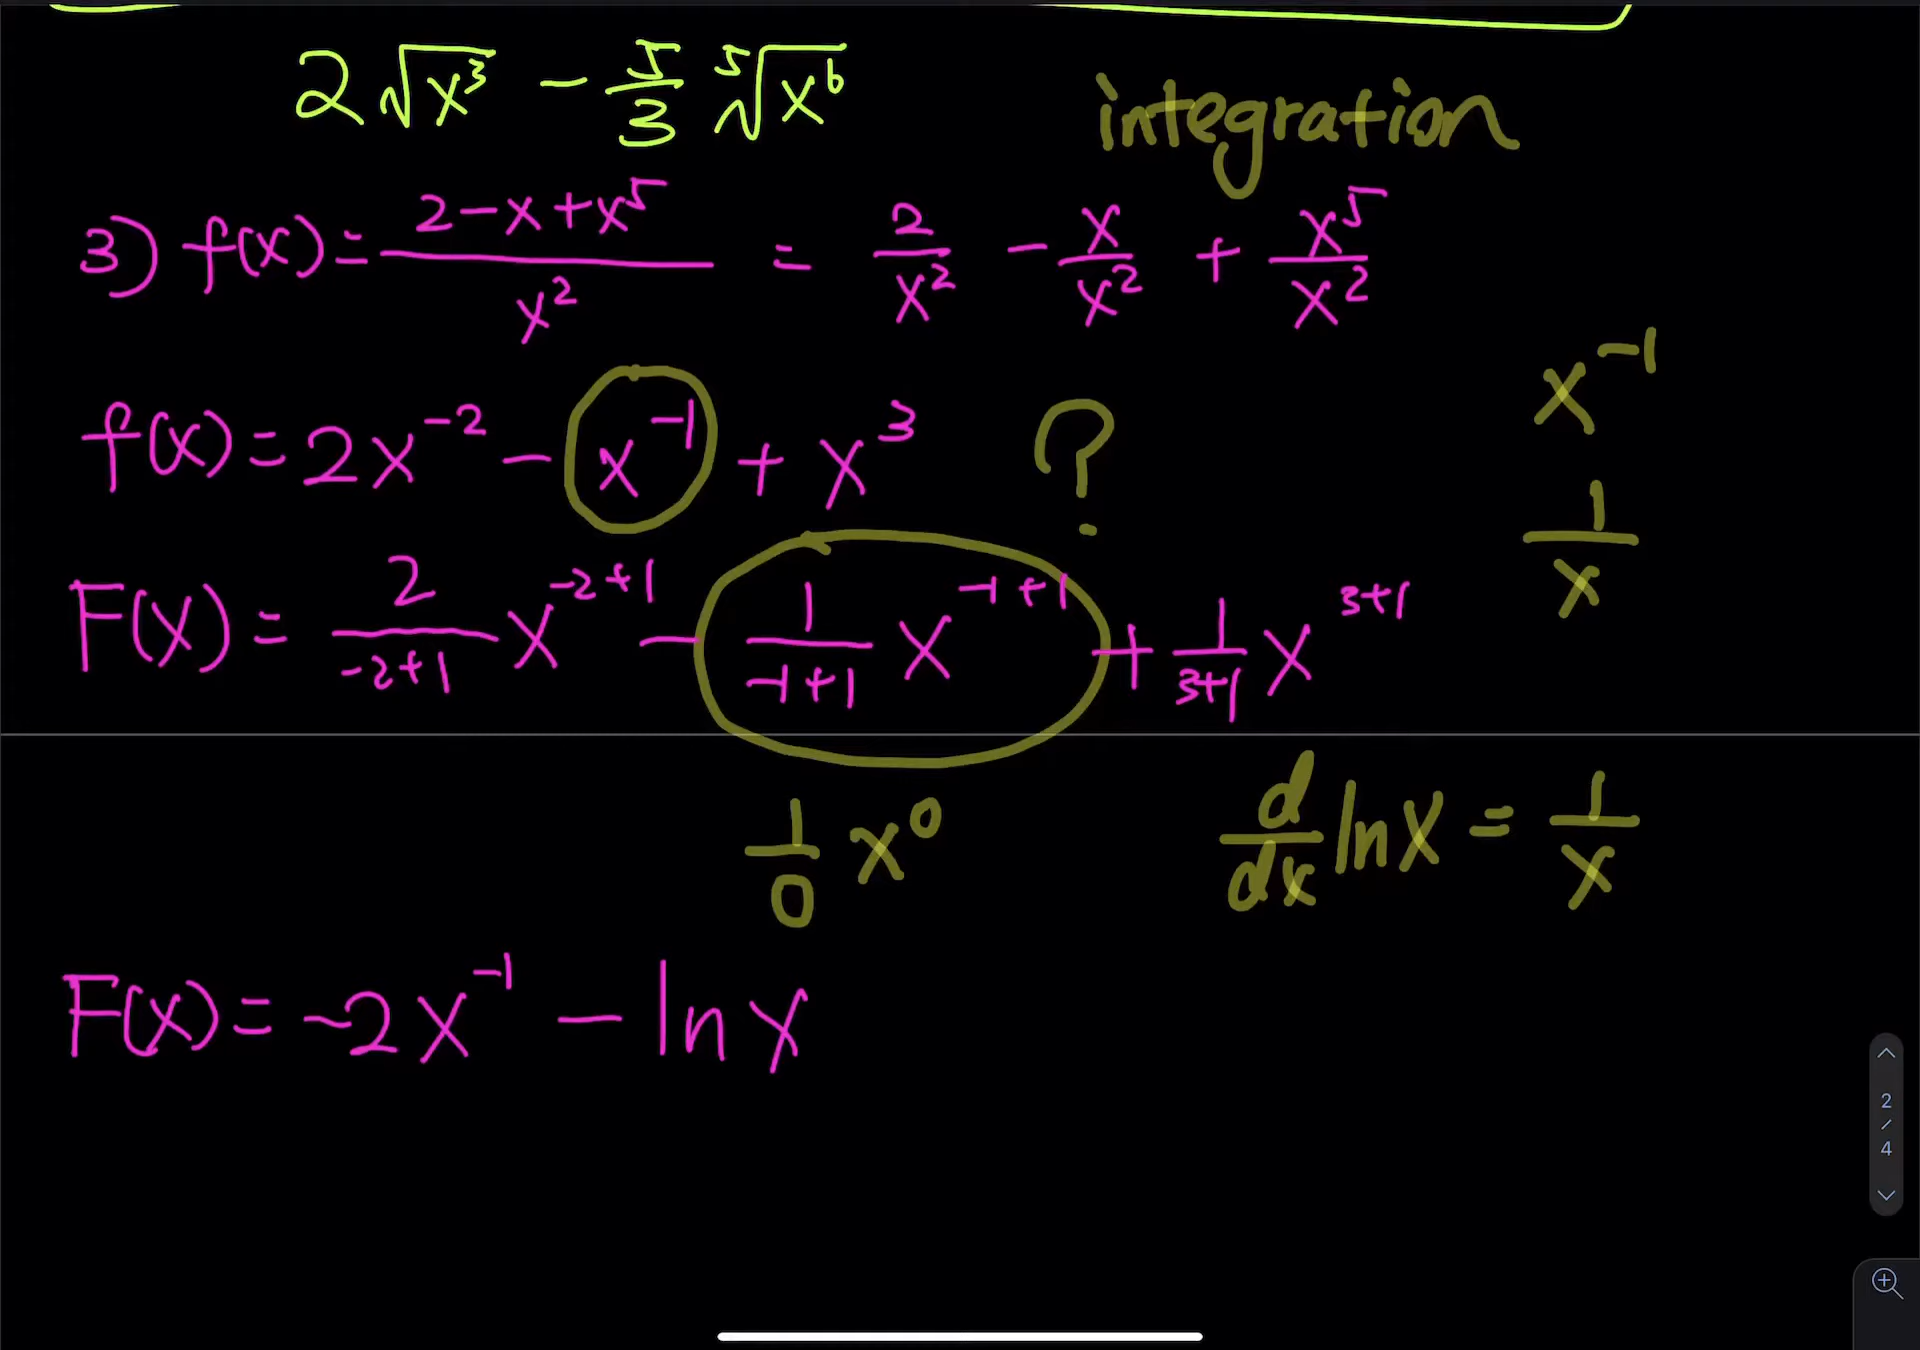 2√x³ - 5/3 ⁵√x⁶
integration
3) f(x) = (2-x+x⁵)/x² = 2/x² - x/x² + x⁵/x²
x⁻¹
f(x) = 2x⁻² - x⁻¹ + x³ ?
1/x
F(x) = 2/(-2+1) x⁻²⁺¹ - 1/(-1+1) x⁻¹⁺¹ + 1/(3+1) x³⁺¹
1/0 x⁰
d/dx lnx = 1/x
F(x) = -2x⁻¹ - lnx
2
/
4